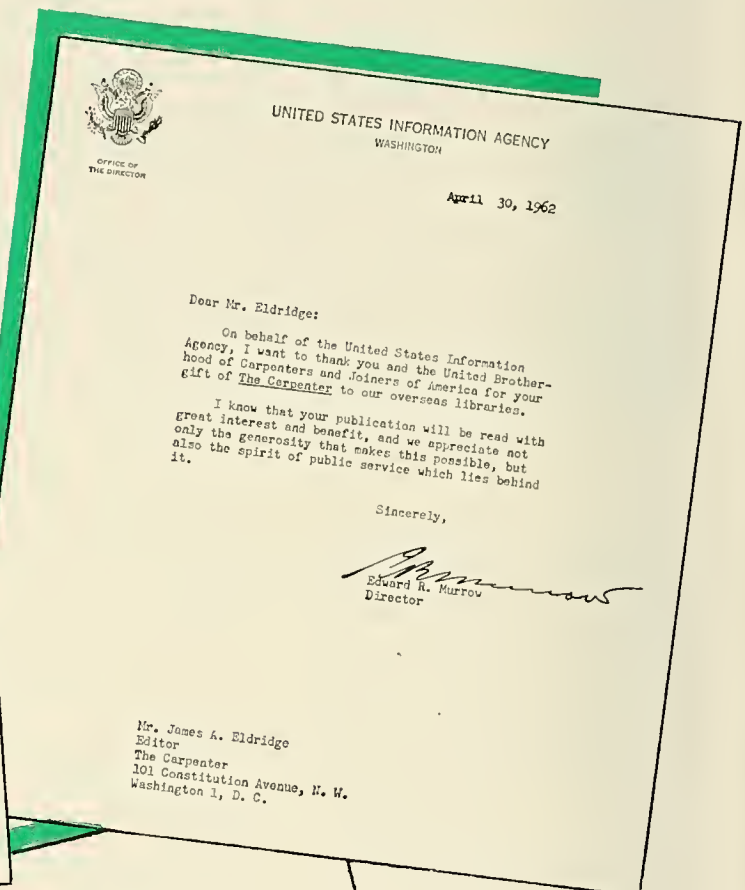 UNITED STATES INFORMATION AGENCY
WASHINGTON
OFFICE OF
THE DIRECTOR
April 30, 1962
Dear Mr. Eldridge:
On behalf of the United States Information
Agency, I want to thank you and the United Brother-
hood of Carpenters and Joiners of America for your
gift of The Carpenter to our overseas libraries.
I know that your publication will be read with
great interest and benefit, and we appreciate not
only the generosity that makes this possible, but
also the spirit of public service which lies behind
it.
Sincerely,
Edward R. Murrow
Director
Mr. James A. Eldridge
Editor
The Carpenter
101 Constitution Avenue, N. W.
Washington 1, D. C.